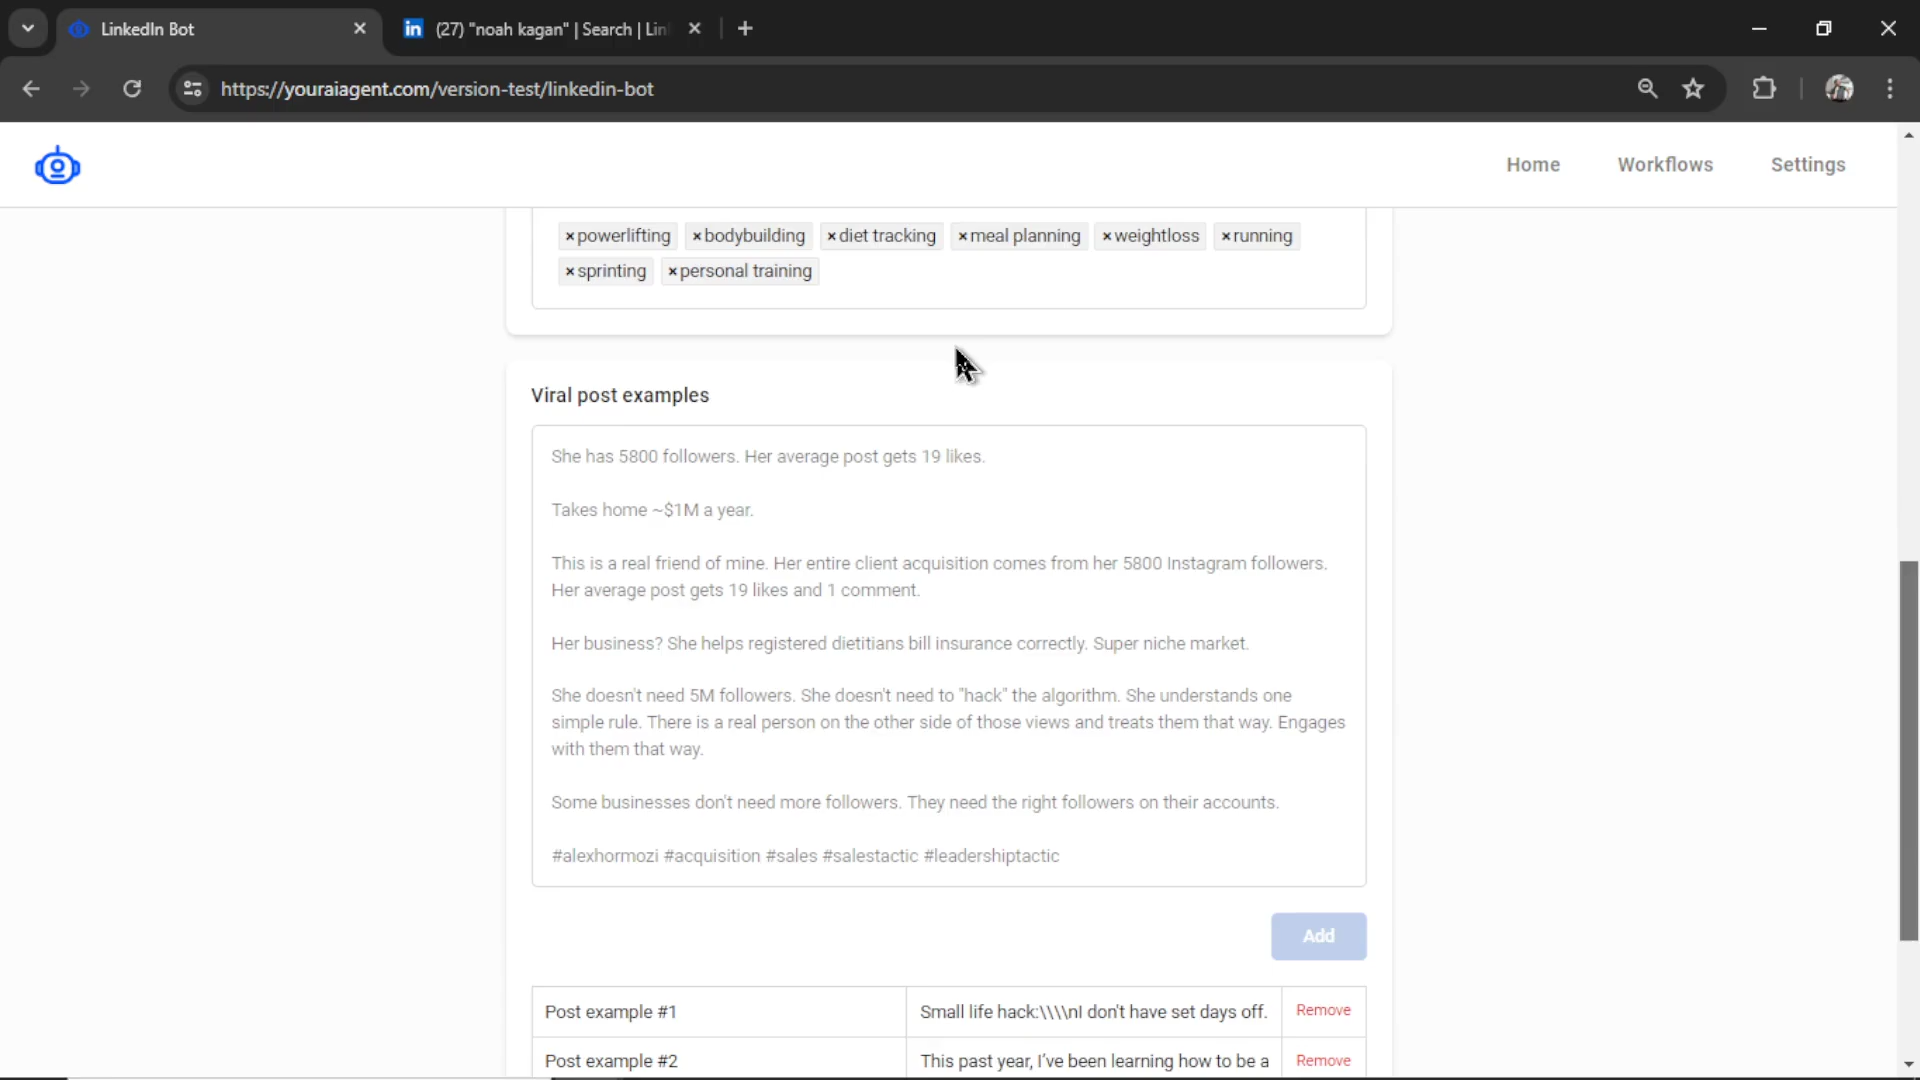 LinkedIn Bot
(27) "noah kagan" | Search | Lin
https://youraiagent.com/version-test/linkedin-bot
Home Workflows Settings
×powerlifting ×bodybuilding ×diet tracking ×meal planning ×weightloss ×running
×sprinting ×personal training
Viral post examples
She has 5800 followers. Her average post gets 19 likes.
Takes home ~$1M a year.
This is a real friend of mine. Her entire client acquisition comes from her 5800 Instagram followers.
Her average post gets 19 likes and 1 comment.
Her business? She helps registered dietitians bill insurance correctly. Super niche market.
She doesn't need 5M followers. She doesn't need to "hack" the algorithm. She understands one
simple rule. There is a real person on the other side of those views and treats them that way. Engages
with them that way.
Some businesses don't need more followers. They need the right followers on their accounts.
#alexhormozi #acquisition #sales #salestactic #leadershiptactic
Add
Post example #1 Small life hack:\\\\nI don't have set days off. Remove
Post example #2 This past year, I've been learning how to be a Remove